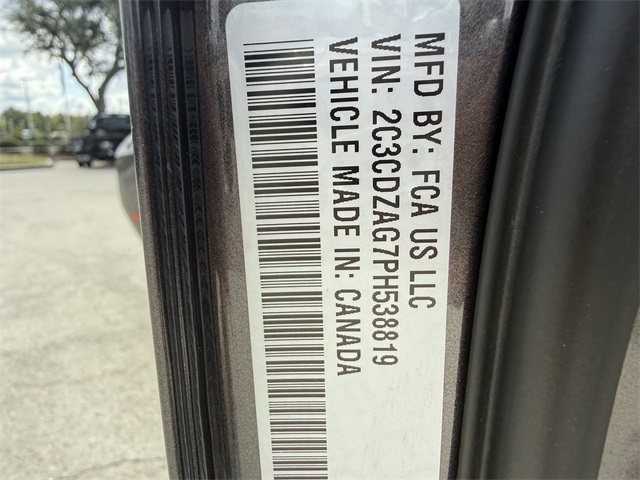 MFD BY: FCA US LLC
VIN: 2C3CDZAG7PH538819
VEHICLE MADE IN: CANADA